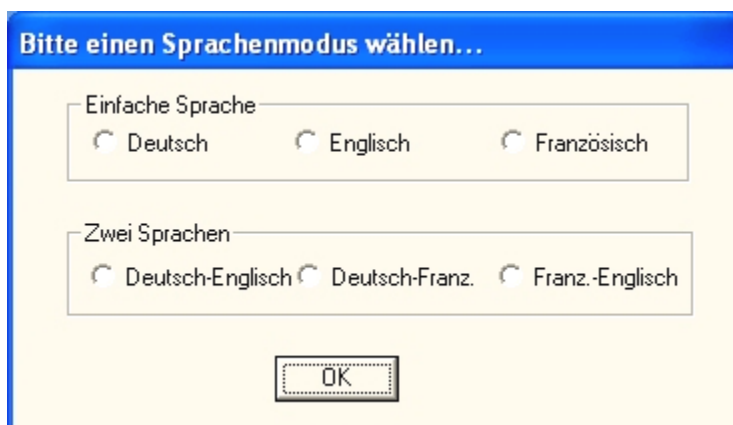 Bitte einen Sprachenmodus wählen...
Einfache Sprache
Deutsch Englisch Französisch
Zwei Sprachen
Deutsch-Englisch Deutsch-Franz. Franz.-Englisch
OK